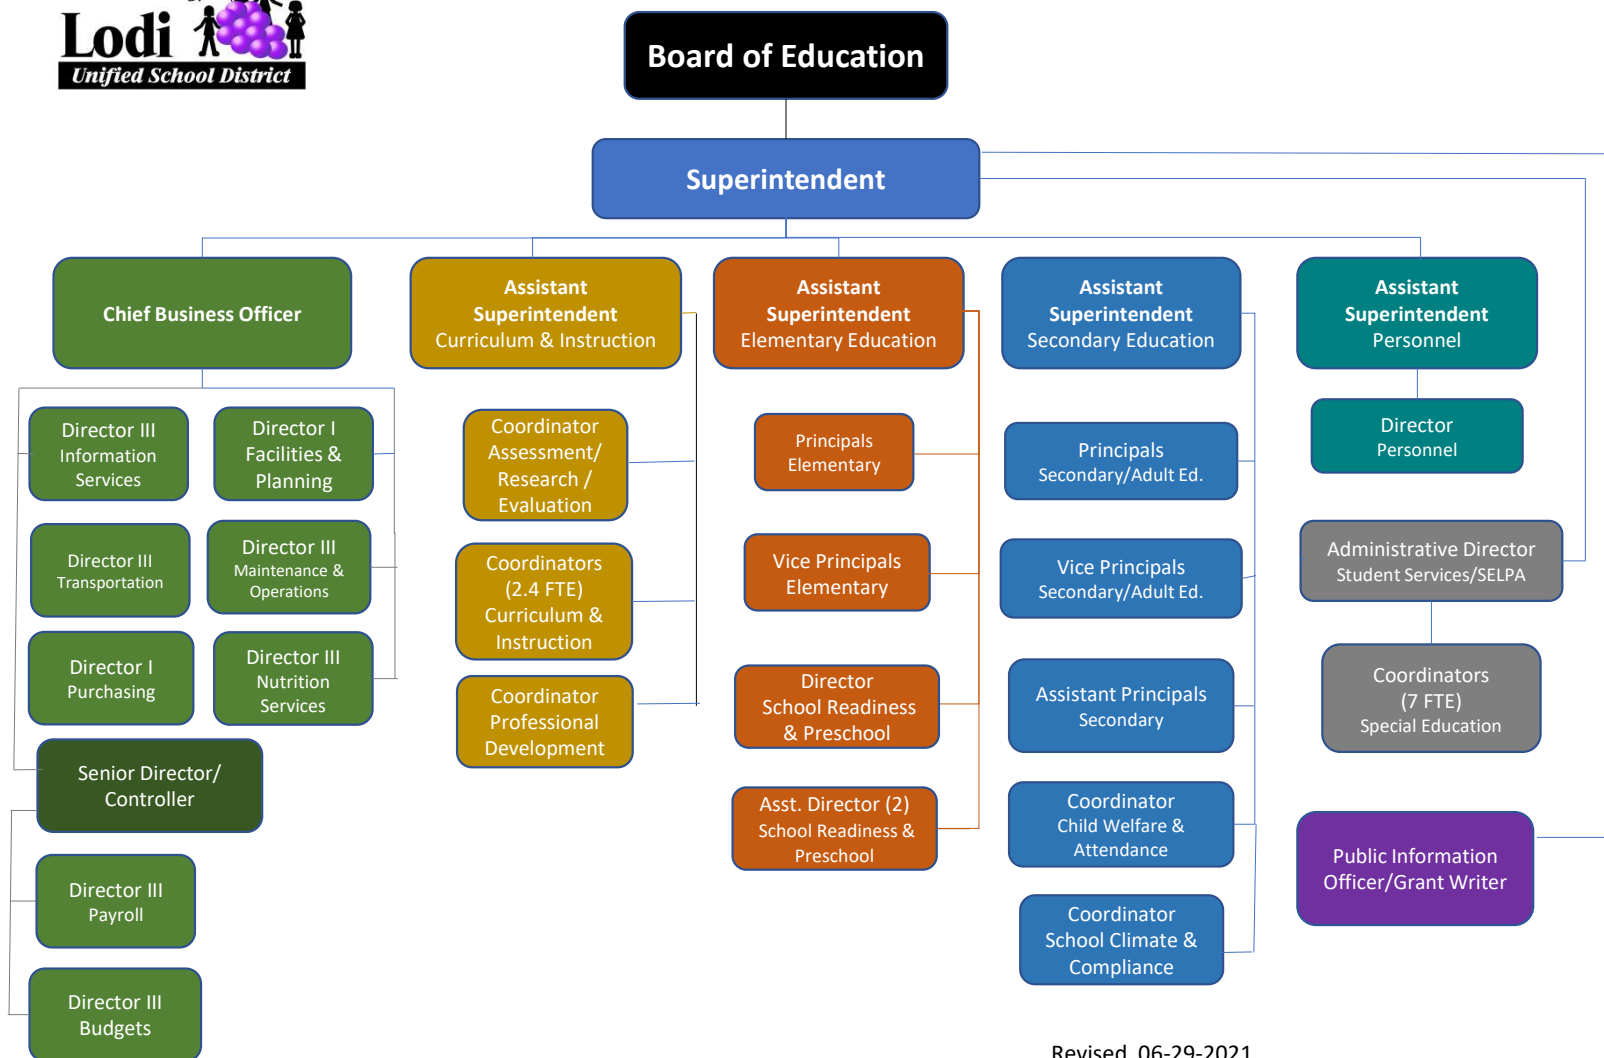 Lodi
Unified School District
Board of Education
Superintendent
Chief Business Officer
Assistant
Superintendent
Curriculum & Instruction
Assistant
Superintendent
Elementary Education
Assistant
Superintendent
Secondary Education
Assistant
Superintendent
Personnel
Director III
Information
Services
Director I
Facilities &
Planning
Director III
Transportation
Director III
Maintenance &
Operations
Director I
Purchasing
Director III
Nutrition
Services
Senior Director/
Controller
Director III
Payroll
Director III
Budgets
Coordinator
Assessment/
Research /
Evaluation
Coordinators
(2.4 FTE)
Curriculum &
Instruction
Coordinator
Professional
Development
Principals
Elementary
Vice Principals
Elementary
Director
School Readiness
& Preschool
Asst. Director (2)
School Readiness &
Preschool
Principals
Secondary/Adult Ed.
Vice Principals
Secondary/Adult Ed.
Assistant Principals
Secondary
Coordinator
Child Welfare &
Attendance
Coordinator
School Climate &
Compliance
Director
Personnel
Administrative Director
Student Services/SELPA
Coordinators
(7 FTE)
Special Education
Public Information
Officer/Grant Writer
Revised 06-29-2021